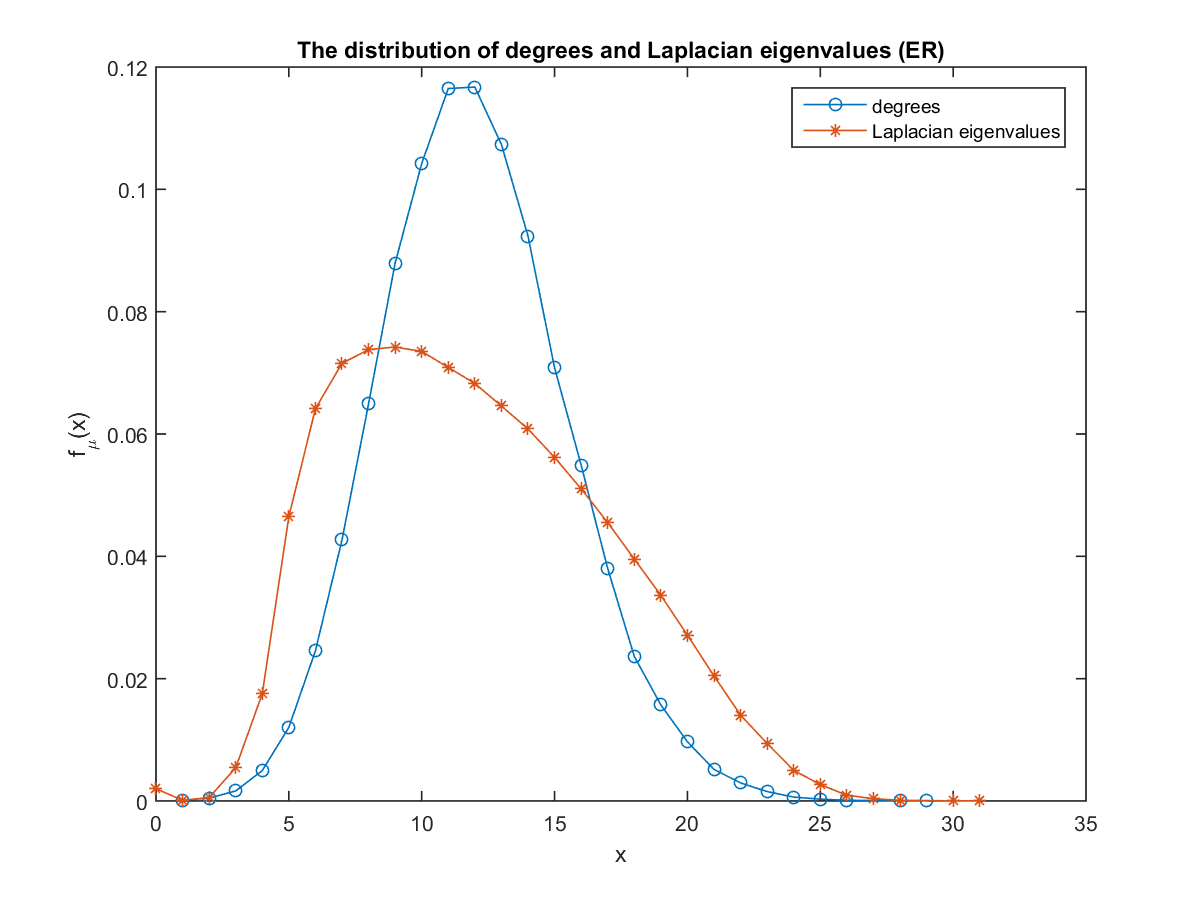 The distribution of degrees and Laplacian eigenvalues (ER)
0.12
0.1
0.08
0.06
0.04
0.02
0
f_μ(x)
degrees
Laplacian eigenvalues
0 5 10 15 20 25 30 35
x